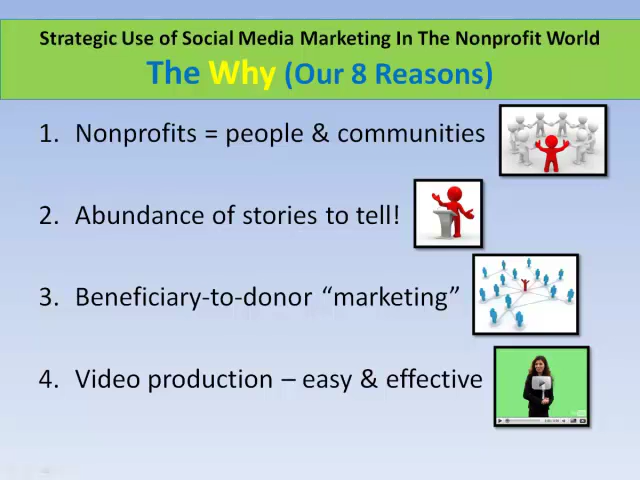 Strategic Use of Social Media Marketing In The Nonprofit World
The Why (Our 8 Reasons)
1. Nonprofits = people & communities
2. Abundance of stories to tell!
3. Beneficiary-to-donor “marketing”
4. Video production – easy & effective